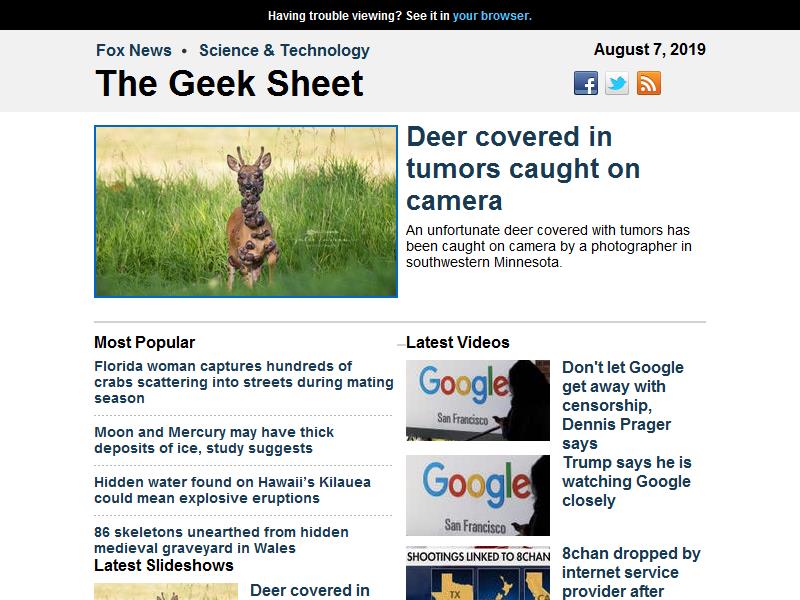 Having trouble viewing? See it in your browser.
Fox News • Science & Technology
August 7, 2019
The Geek Sheet
Deer covered in
tumors caught on
camera
An unfortunate deer covered with tumors has
been caught on camera by a photographer in
southwestern Minnesota.
Most Popular
Florida woman captures hundreds of
crabs scattering into streets during mating
season
Moon and Mercury may have thick
deposits of ice, study suggests
Hidden water found on Hawaii's Kilauea
could mean explosive eruptions
86 skeletons unearthed from hidden
medieval graveyard in Wales
Latest Slideshows
Deer covered in
Latest Videos
Google
San Francisco
Don't let Google
get away with
censorship,
Dennis Prager
says
Google
San Francisco
Trump says he is
watching Google
closely
SHOOTINGS LINKED TO 8CHAN
TX
8chan dropped by
internet service
provider after